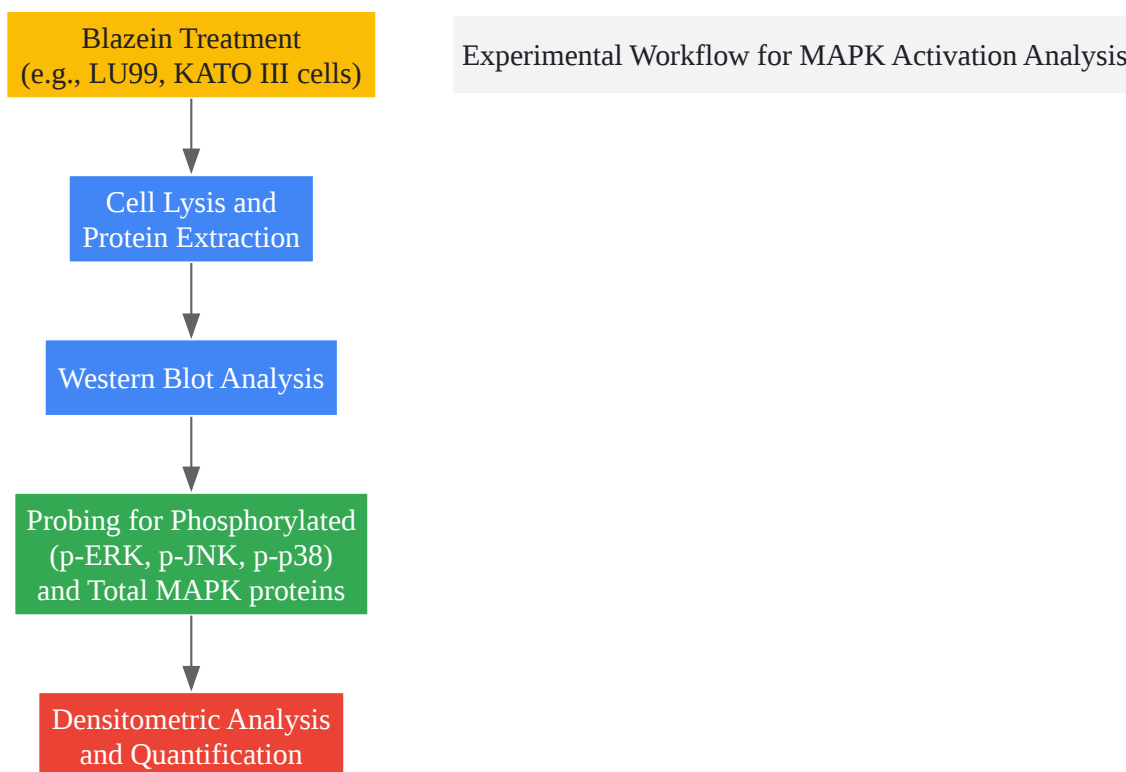 Blazein Treatment
(e.g., LU99, KATO III cells)
Experimental Workflow for MAPK Activation Analysis
Cell Lysis and
Protein Extraction
Western Blot Analysis
Probing for Phosphorylated
(p-ERK, p-JNK, p-p38)
and Total MAPK proteins
Densitometric Analysis
and Quantification